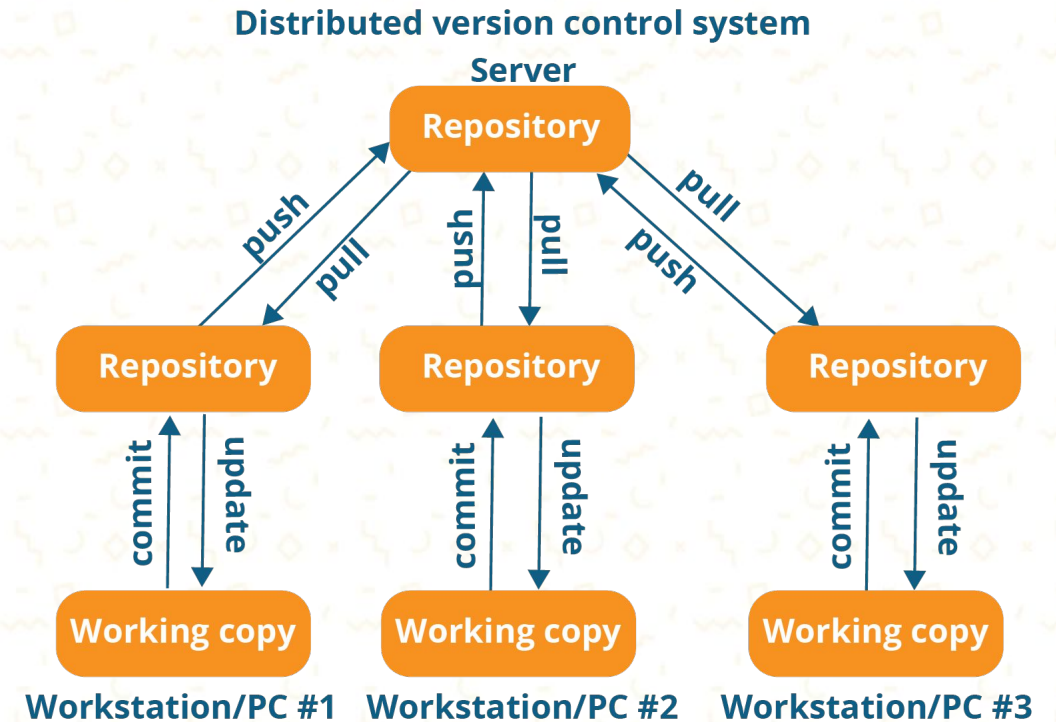 Distributed version control system
Server
Repository
push
pull
push
pull
push
pull
Repository
Repository
Repository
commit
update
commit
update
commit
update
Working copy
Working copy
Working copy
Workstation/PC #1
Workstation/PC #2
Workstation/PC #3